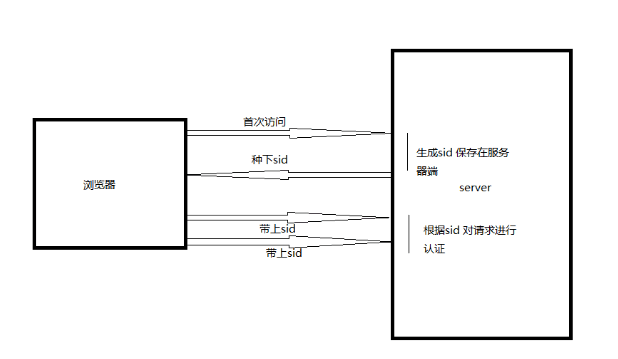 首次访问
生成sid 保存在服务
器端
种下sid
浏览器
server
带上sid
根据sid 对请求进行
认证
带上sid